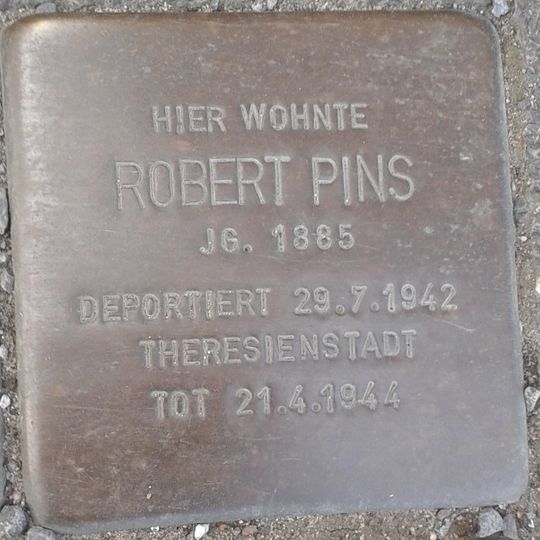 HIER WOHNTE
ROBERT PINS
JG. 1885
DEPORTIERT 29.7.1942
THERESIENSTADT
TOT 21.4.1944